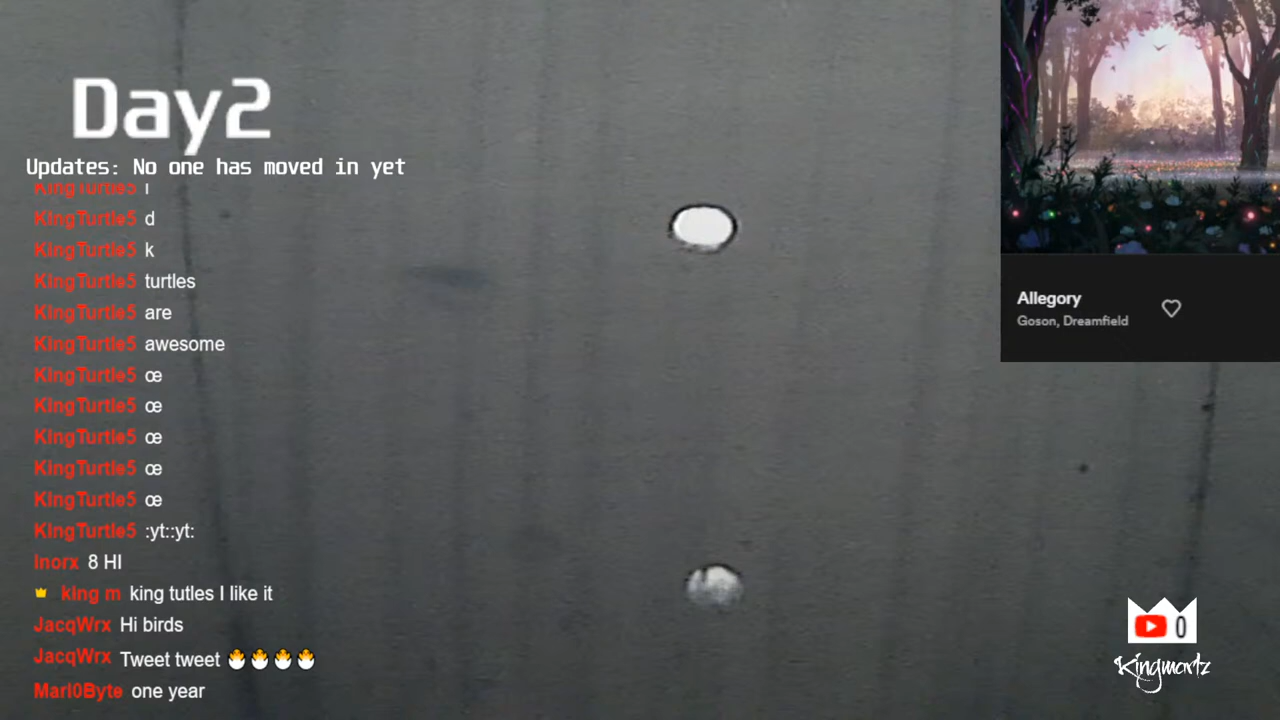 Day2
Updates: No one has moved in yet
KingTurtle5
KingTurtle5 d
KingTurtle5 k
KingTurtle5 turtles
KingTurtle5 are
KingTurtle5 awesome
KingTurtle5 œ
KingTurtle5 œ
KingTurtle5 œ
KingTurtle5 œ
KingTurtle5 œ
KingTurtle5 :yt::yt:
Inorx 8 HI
king m king tutles I like it
JacqWrx Hi birds
JacqWrx Tweet tweet 🐣🐣🐣🐣
Marl0Byte one year
Allegory
Goson, Dreamfield
0
Kingmortz